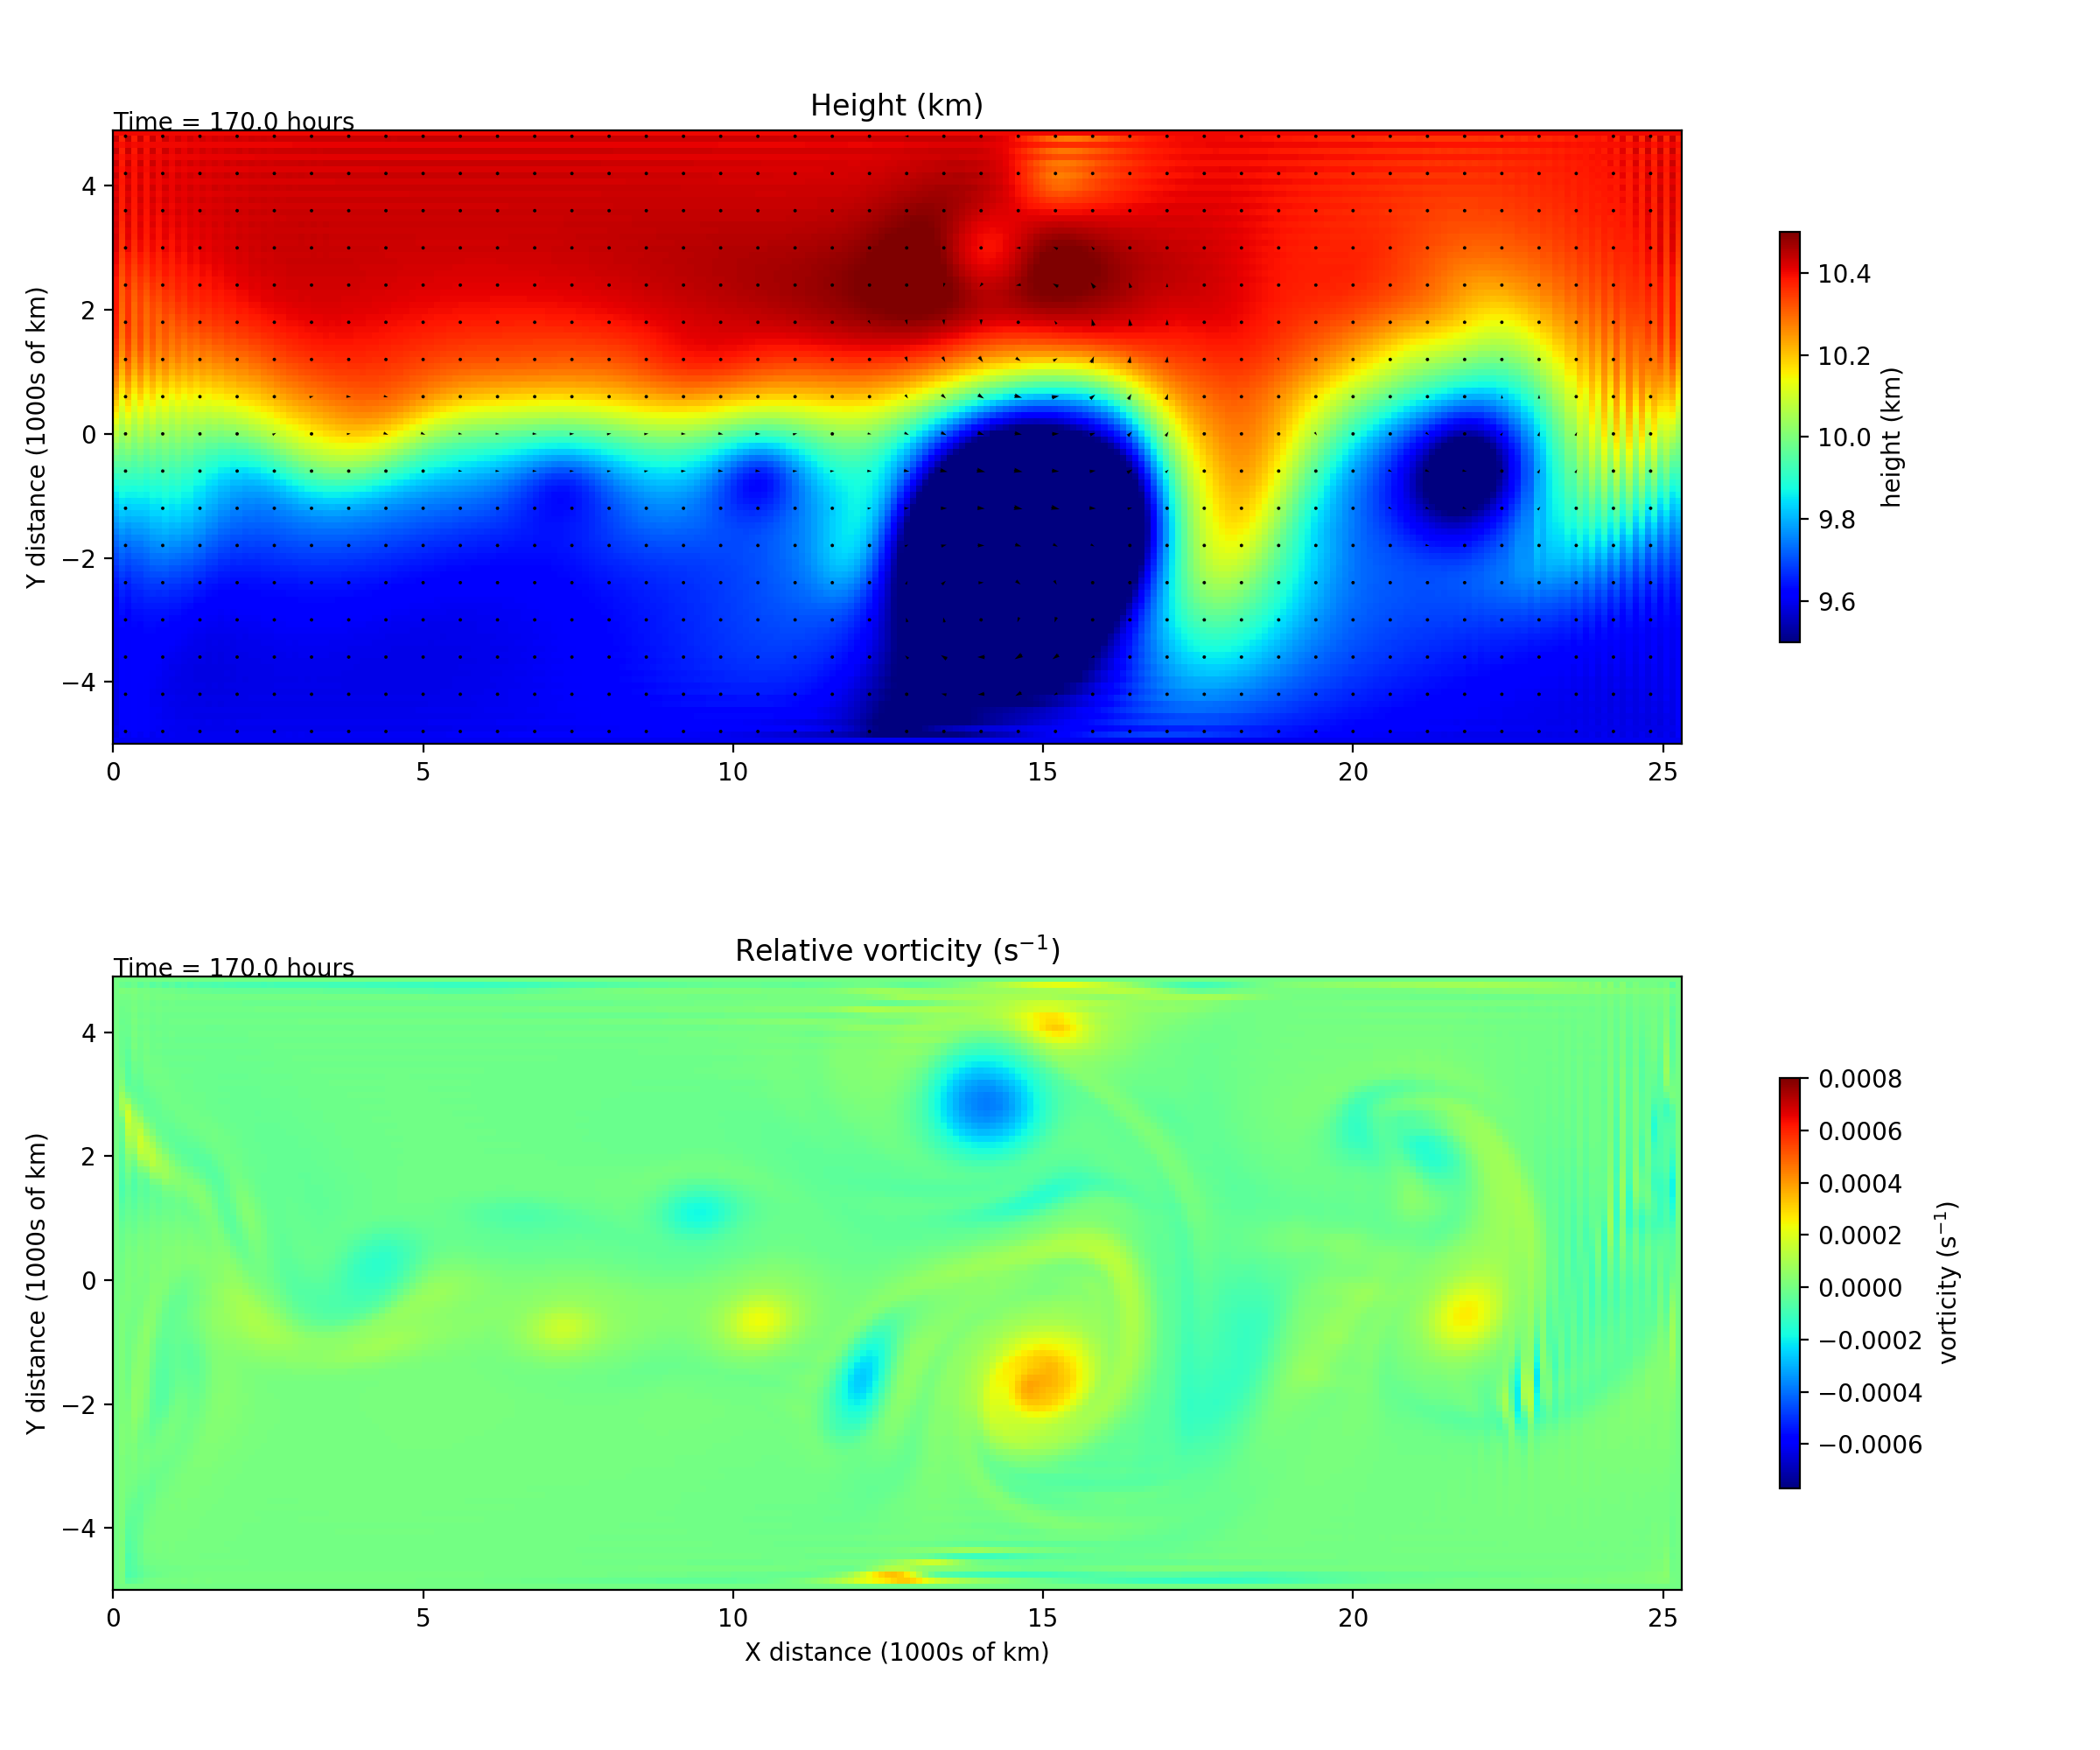 Height (km)
Time = 170.0 hours
Y distance (1000s of km)
4
2
0
−2
−4
0 5 10 15 20 25
10.4
10.2
10.0
9.8
9.6
height (km)
Relative vorticity (s⁻¹)
Time = 170.0 hours
Y distance (1000s of km)
4
2
0
−2
−4
0 5 10 15 20 25
X distance (1000s of km)
0.0008
0.0006
0.0004
0.0002
0.0000
−0.0002
−0.0004
−0.0006
vorticity (s⁻¹)